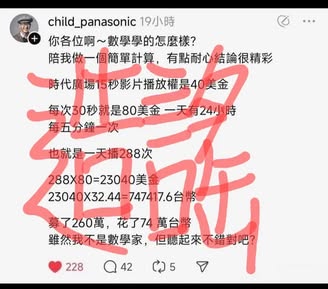 child_panasonic 19小時
你各位啊～數學學的怎麼樣?
陪我做一個簡單計算，有點耐心結論很精彩
時代廣場15秒影片播放權是40美金
每次30秒就是80美金 一天有24小時
每五分鐘一次
也就是一天播288次
288X80=23040美金
23040X32.44=747417.6台幣
募了260萬，花了74 萬台幣
雖然我不是數學家，但聽起來不錯對吧?
228 42 5
造謠